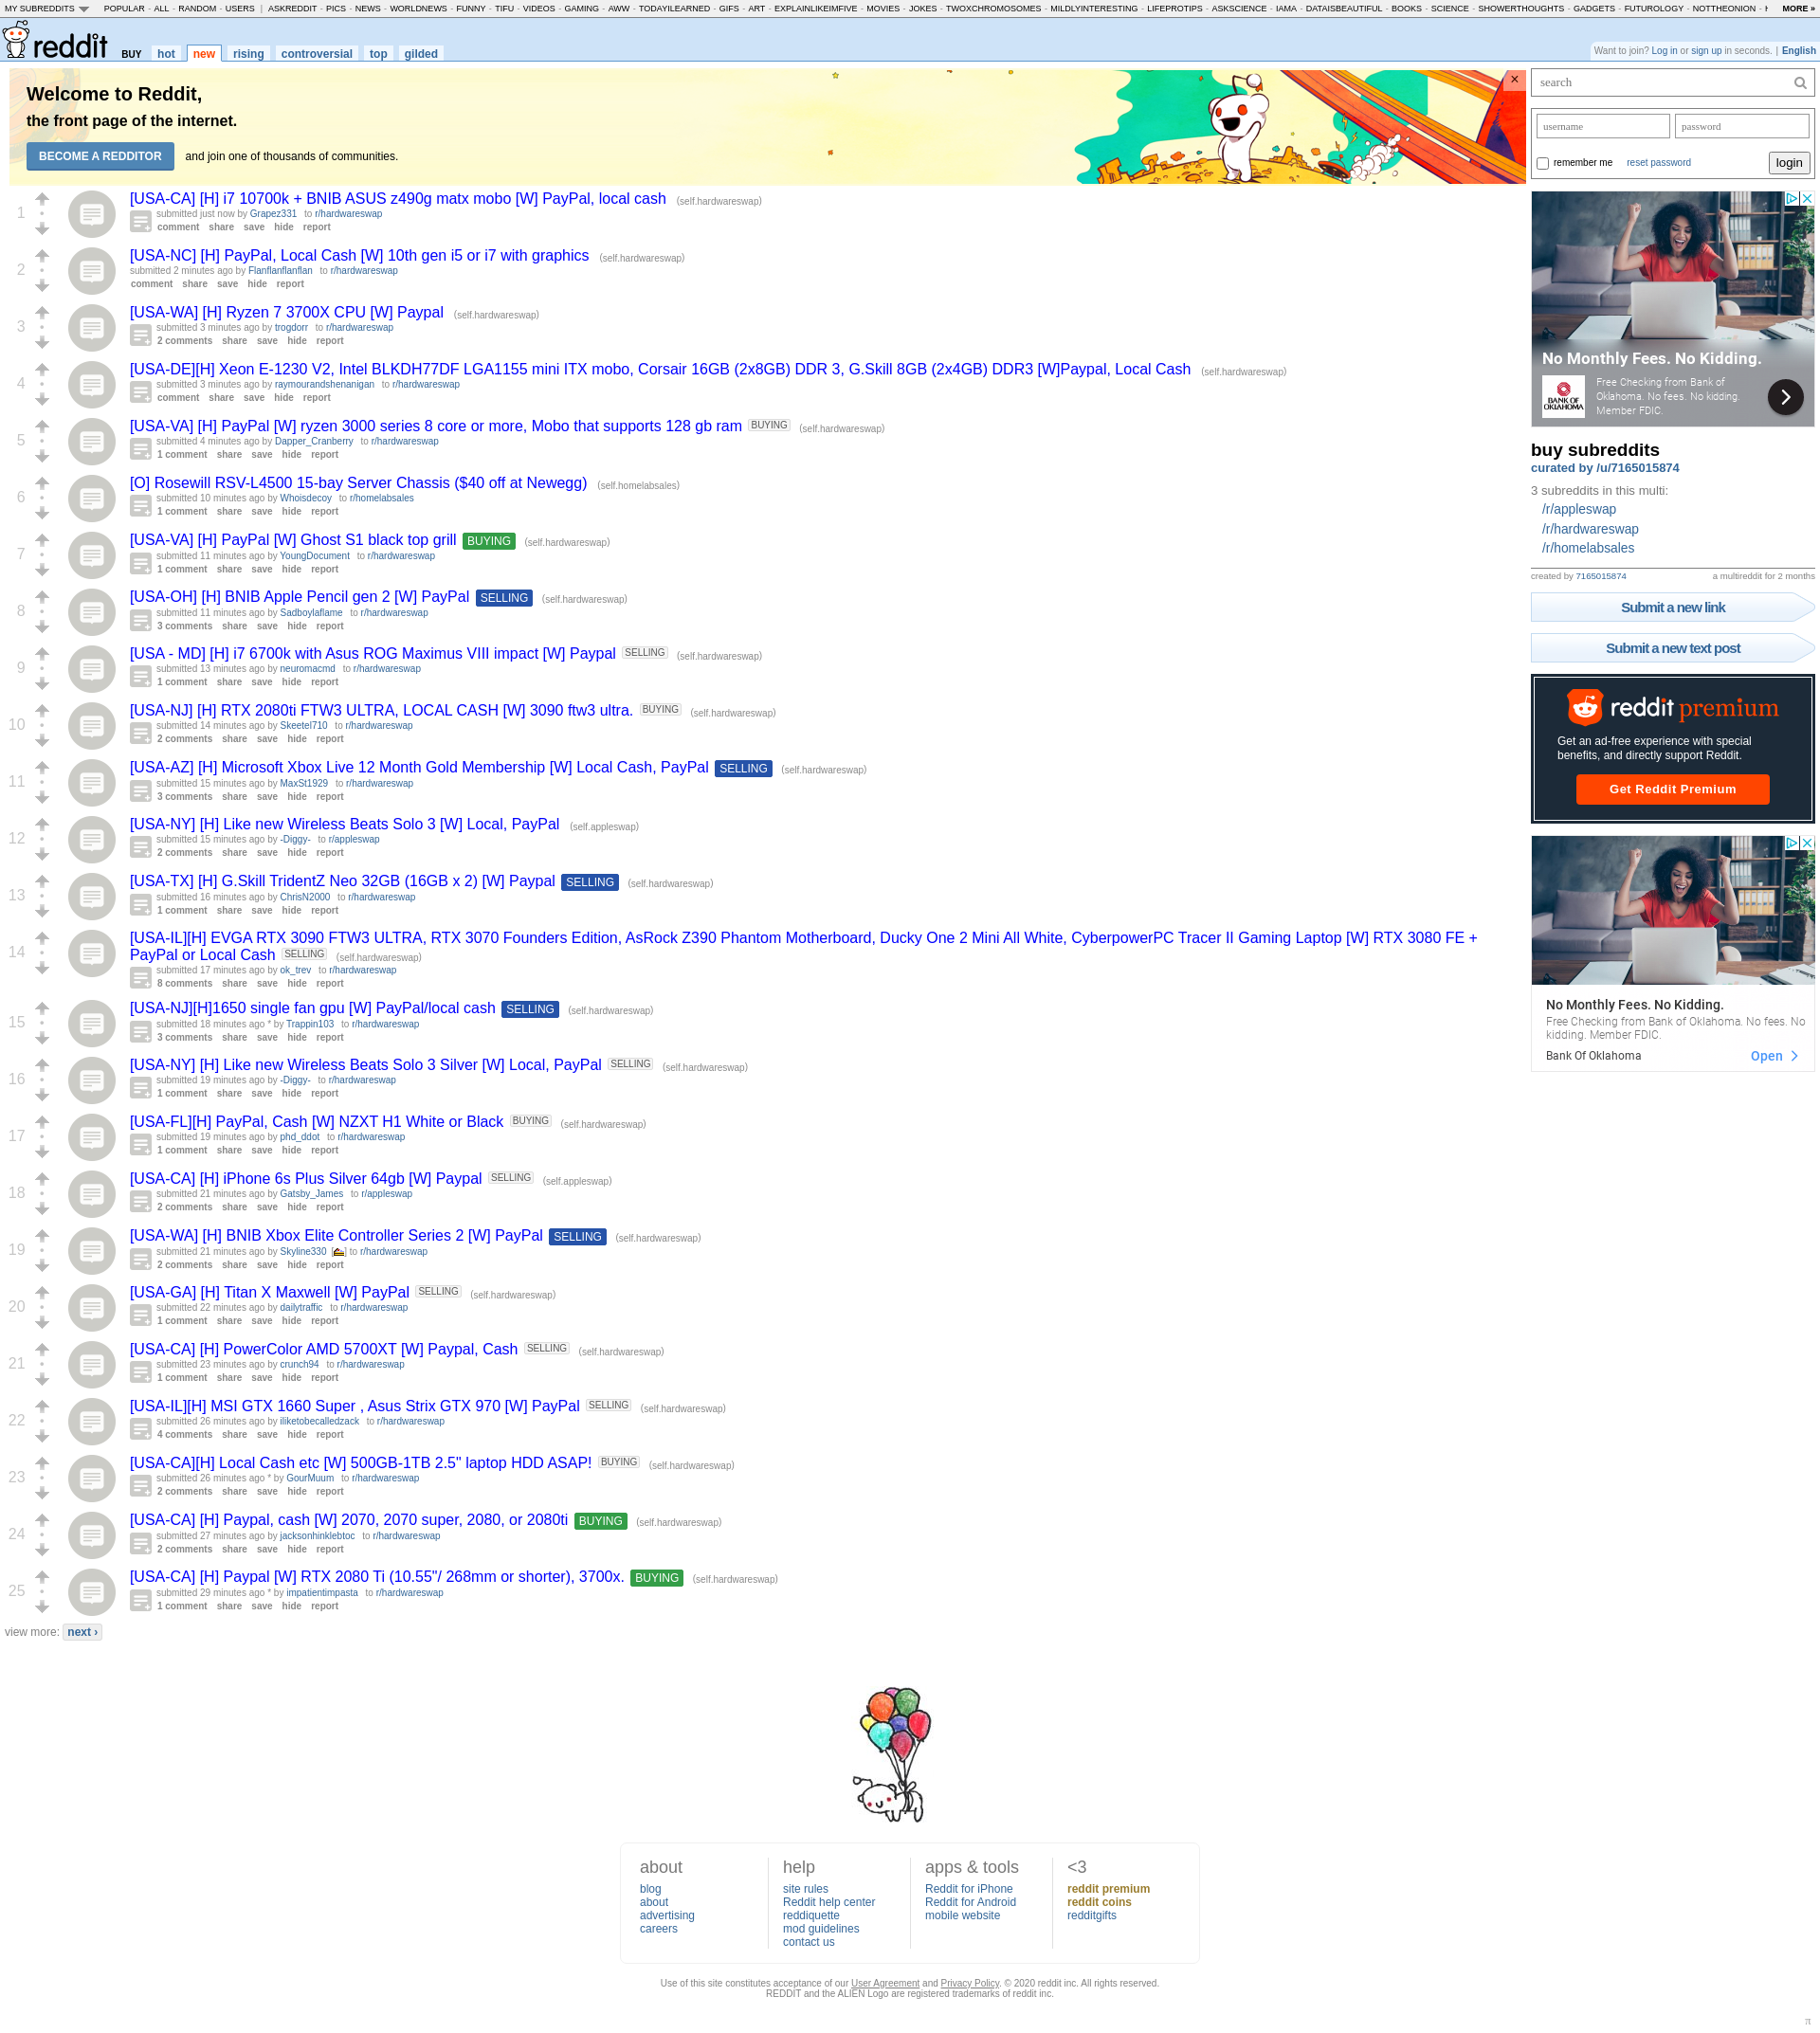 MY SUBREDDITS POPULAR - ALL - RANDOM - USERS | ASKREDDIT - PICS - NEWS - WORLDNEWS - FUNNY - TIFU - VIDEOS - GAMING - AWW - TODAYILEARNED - GIFS - ART - EXPLAINLIKEIMFIVE - MOVIES - JOKES - TWOXCHROMOSOMES - MILDLYINTERESTING - LIFEPROTIPS - ASKSCIENCE - IAMA - DATAISBEAUTIFUL - BOOKS - SCIENCE - SHOWERTHOUGHTS - GADGETS - FUTUROLOGY - NOTTHEONION - MORE »
reddit BUY hot new rising controversial top gilded
Want to join? Log in or sign up in seconds. | English
Welcome to Reddit,
the front page of the internet.
BECOME A REDDITOR and join one of thousands of communities.
×
1
[USA-CA] [H] i7 10700k + BNIB ASUS z490g matx mobo [W] PayPal, local cash (self.hardwareswap)
submitted just now by Grapez331 to r/hardwareswap
comment share save hide report
2
[USA-NC] [H] PayPal, Local Cash [W] 10th gen i5 or i7 with graphics (self.hardwareswap)
submitted 2 minutes ago by Flanflanflanflan to r/hardwareswap
comment share save hide report
3
[USA-WA] [H] Ryzen 7 3700X CPU [W] Paypal (self.hardwareswap)
submitted 3 minutes ago by trogdorr to r/hardwareswap
2 comments share save hide report
4
[USA-DE][H] Xeon E-1230 V2, Intel BLKDH77DF LGA1155 mini ITX mobo, Corsair 16GB (2x8GB) DDR 3, G.Skill 8GB (2x4GB) DDR3 [W]Paypal, Local Cash (self.hardwareswap)
submitted 3 minutes ago by raymourandshenanigan to r/hardwareswap
comment share save hide report
5
[USA-VA] [H] PayPal [W] ryzen 3000 series 8 core or more, Mobo that supports 128 gb ram BUYING (self.hardwareswap)
submitted 4 minutes ago by Dapper_Cranberry to r/hardwareswap
1 comment share save hide report
6
[O] Rosewill RSV-L4500 15-bay Server Chassis ($40 off at Newegg) (self.homelabsales)
submitted 10 minutes ago by Whoisdecoy to r/homelabsales
1 comment share save hide report
7
[USA-VA] [H] PayPal [W] Ghost S1 black top grill BUYING (self.hardwareswap)
submitted 11 minutes ago by YoungDocument to r/hardwareswap
1 comment share save hide report
8
[USA-OH] [H] BNIB Apple Pencil gen 2 [W] PayPal SELLING (self.hardwareswap)
submitted 11 minutes ago by Sadboylaflame to r/hardwareswap
3 comments share save hide report
9
[USA - MD] [H] i7 6700k with Asus ROG Maximus VIII impact [W] Paypal SELLING (self.hardwareswap)
submitted 13 minutes ago by neuromacmd to r/hardwareswap
1 comment share save hide report
10
[USA-NJ] [H] RTX 2080ti FTW3 ULTRA, LOCAL CASH [W] 3090 ftw3 ultra. BUYING (self.hardwareswap)
submitted 14 minutes ago by Skeetel710 to r/hardwareswap
2 comments share save hide report
11
[USA-AZ] [H] Microsoft Xbox Live 12 Month Gold Membership [W] Local Cash, PayPal SELLING (self.hardwareswap)
submitted 15 minutes ago by MaxSt1929 to r/hardwareswap
3 comments share save hide report
12
[USA-NY] [H] Like new Wireless Beats Solo 3 [W] Local, PayPal (self.appleswap)
submitted 15 minutes ago by -Diggy- to r/appleswap
2 comments share save hide report
13
[USA-TX] [H] G.Skill TridentZ Neo 32GB (16GB x 2) [W] Paypal SELLING (self.hardwareswap)
submitted 16 minutes ago by ChrisN2000 to r/hardwareswap
1 comment share save hide report
14
[USA-IL][H] EVGA RTX 3090 FTW3 ULTRA, RTX 3070 Founders Edition, AsRock Z390 Phantom Motherboard, Ducky One 2 Mini All White, CyberpowerPC Tracer II Gaming Laptop [W] RTX 3080 FE +
PayPal or Local Cash SELLING (self.hardwareswap)
submitted 17 minutes ago by ok_trev to r/hardwareswap
8 comments share save hide report
15
[USA-NJ][H]1650 single fan gpu [W] PayPal/local cash SELLING (self.hardwareswap)
submitted 18 minutes ago * by Trappin103 to r/hardwareswap
3 comments share save hide report
16
[USA-NY] [H] Like new Wireless Beats Solo 3 Silver [W] Local, PayPal SELLING (self.hardwareswap)
submitted 19 minutes ago by -Diggy- to r/hardwareswap
1 comment share save hide report
17
[USA-FL][H] PayPal, Cash [W] NZXT H1 White or Black BUYING (self.hardwareswap)
submitted 19 minutes ago by phd_ddot to r/hardwareswap
1 comment share save hide report
18
[USA-CA] [H] iPhone 6s Plus Silver 64gb [W] Paypal SELLING (self.appleswap)
submitted 21 minutes ago by Gatsby_James to r/appleswap
2 comments share save hide report
19
[USA-WA] [H] BNIB Xbox Elite Controller Series 2 [W] PayPal SELLING (self.hardwareswap)
submitted 21 minutes ago by Skyline330 [] to r/hardwareswap
2 comments share save hide report
20
[USA-GA] [H] Titan X Maxwell [W] PayPal SELLING (self.hardwareswap)
submitted 22 minutes ago by dailytraffic to r/hardwareswap
1 comment share save hide report
21
[USA-CA] [H] PowerColor AMD 5700XT [W] Paypal, Cash SELLING (self.hardwareswap)
submitted 23 minutes ago by crunch94 to r/hardwareswap
1 comment share save hide report
22
[USA-IL][H] MSI GTX 1660 Super , Asus Strix GTX 970 [W] PayPal SELLING (self.hardwareswap)
submitted 26 minutes ago by iliketobecalledzack to r/hardwareswap
4 comments share save hide report
23
[USA-CA][H] Local Cash etc [W] 500GB-1TB 2.5" laptop HDD ASAP! BUYING (self.hardwareswap)
submitted 26 minutes ago * by GourMuum to r/hardwareswap
2 comments share save hide report
24
[USA-CA] [H] Paypal, cash [W] 2070, 2070 super, 2080, or 2080ti BUYING (self.hardwareswap)
submitted 27 minutes ago by jacksonhinklebtoc to r/hardwareswap
2 comments share save hide report
25
[USA-CA] [H] Paypal [W] RTX 2080 Ti (10.55"/ 268mm or shorter), 3700x. BUYING (self.hardwareswap)
submitted 29 minutes ago * by impatientimpasta to r/hardwareswap
1 comment share save hide report
view more: next ›
search
username password
remember me reset password login
No Monthly Fees. No Kidding.
BANK OF OKLAHOMA
Free Checking from Bank of
Oklahoma. No fees. No kidding.
Member FDIC.
buy subreddits
curated by /u/7165015874
3 subreddits in this multi:
/r/appleswap
/r/hardwareswap
/r/homelabsales
created by 7165015874 a multireddit for 2 months
Submit a new link
Submit a new text post
reddit premium
Get an ad-free experience with special
benefits, and directly support Reddit.
Get Reddit Premium
No Monthly Fees. No Kidding.
Free Checking from Bank of Oklahoma. No fees. No
kidding. Member FDIC.
Bank Of Oklahoma Open
about
blog
about
advertising
careers
help
site rules
Reddit help center
reddiquette
mod guidelines
contact us
apps & tools
Reddit for iPhone
Reddit for Android
mobile website
<3
reddit premium
reddit coins
redditgifts
Use of this site constitutes acceptance of our User Agreement and Privacy Policy. © 2020 reddit inc. All rights reserved.
REDDIT and the ALIEN Logo are registered trademarks of reddit inc.
π